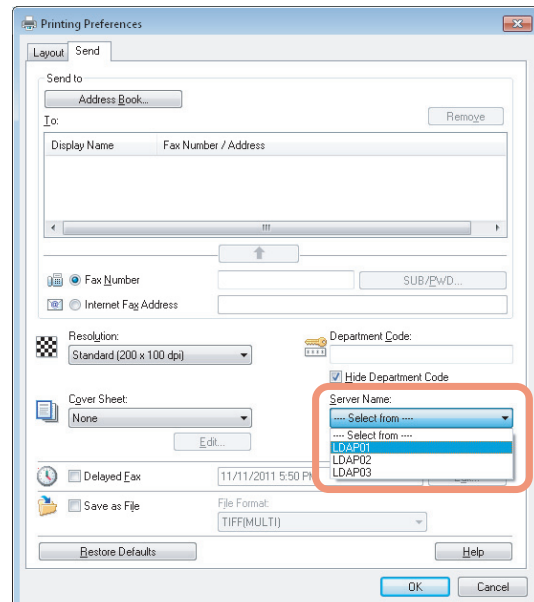 Printing Preferences
Layout Send
Send to
Address Book...
To:
Remove
Display Name Fax Number / Address
Fax Number
SUB/PWD...
Internet Fax Address
Resolution:
Standard (200 x 100 dpi)
Department Code:
Hide Department Code
Cover Sheet:
None
Edit...
Server Name:
---- Select from ----
---- Select from ----
LDAP01
LDAP02
LDAP03
Delayed Fax
11/11/2011 5:50
Save as File
File Format:
TIFF(MULTI)
Restore Defaults
Help
OK Cancel